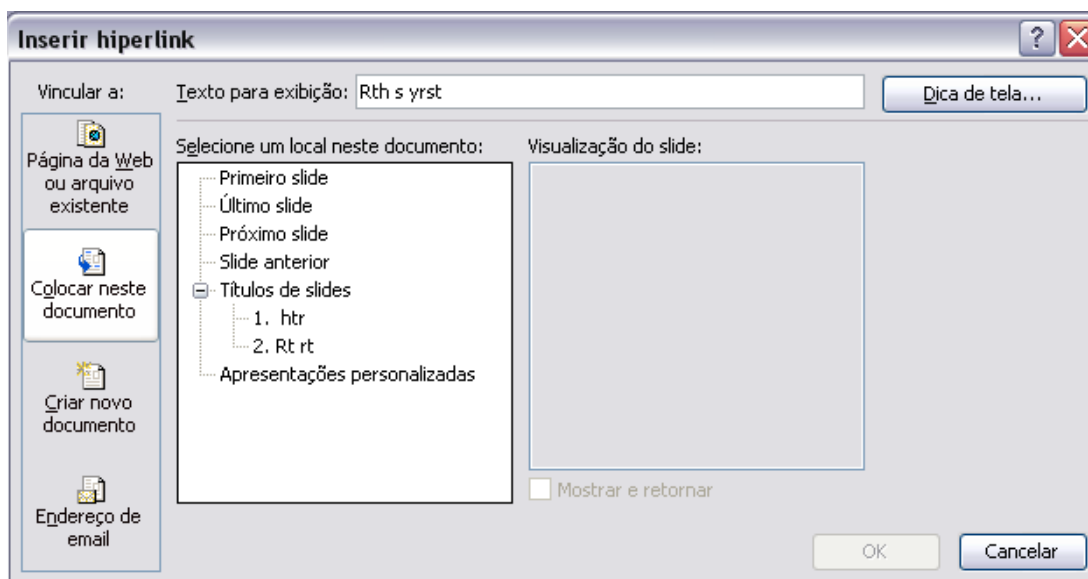 Inserir hiperlink
Vincular a:
Texto para exibição: Rth s yrst
Dica de tela...
Página da Web
ou arquivo
existente
Colocar neste
documento
Criar novo
documento
Endereço de
email
Selecione um local neste documento:
Primeiro slide
Último slide
Próximo slide
Slide anterior
Títulos de slides
1. htr
2. Rt rt
Apresentações personalizadas
Visualização do slide:
Mostrar e retornar
OK
Cancelar